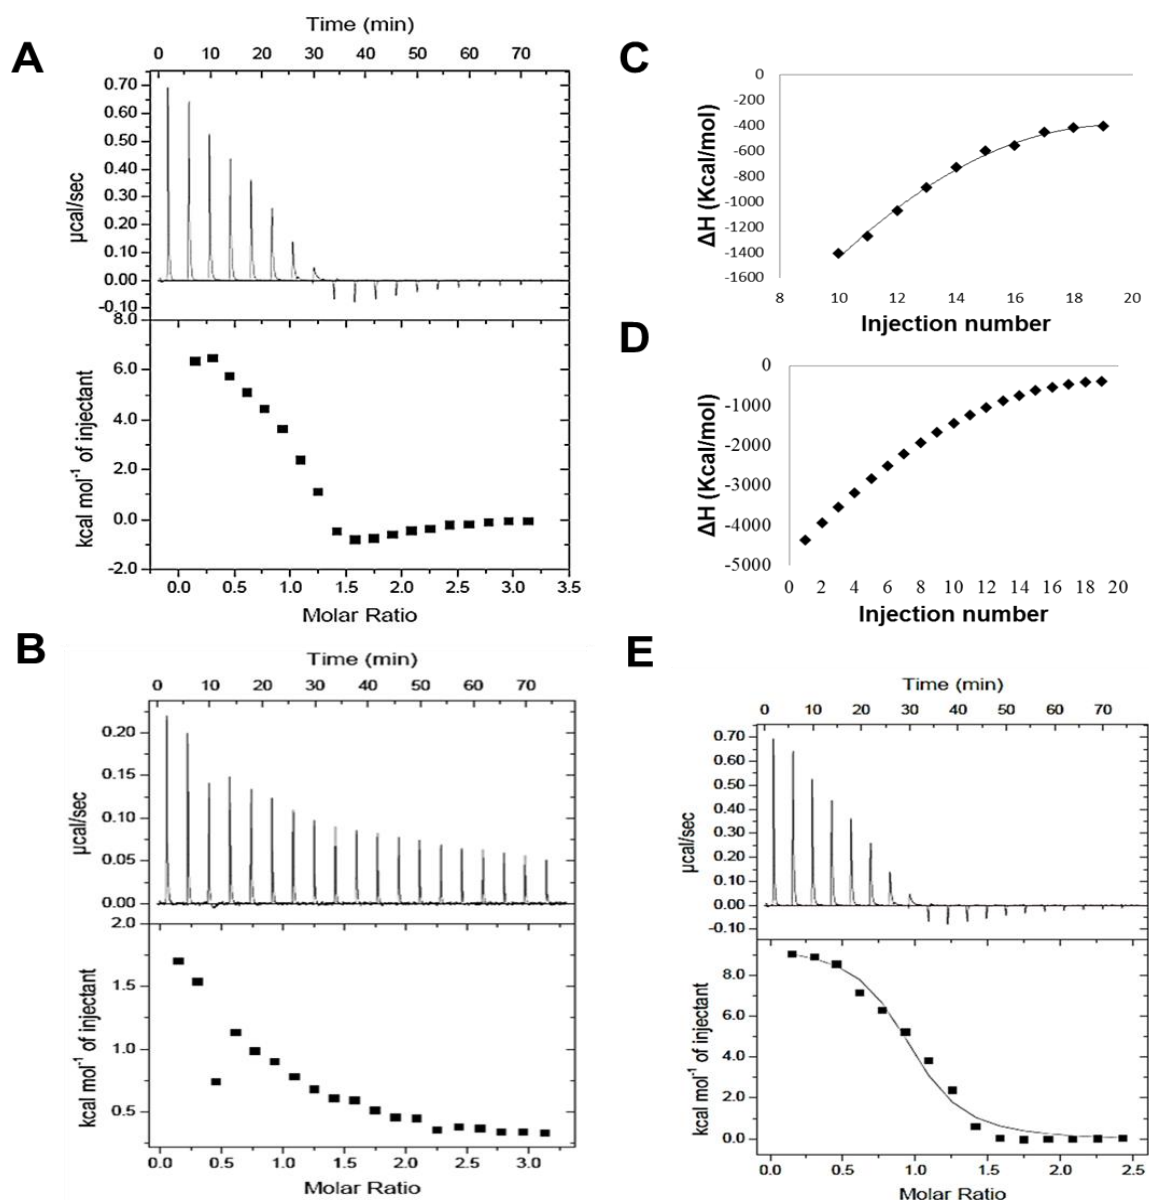 A
Time (min)
0 10 20 30 40 50 60 70
0.70
0.60
0.50
0.40
0.30
0.20
0.10
0.00
-0.10
µcal/sec
8.0
6.0
4.0
2.0
0.0
-2.0
kcal mol⁻¹ of injectant
0.0 0.5 1.0 1.5 2.0 2.5 3.0 3.5
Molar Ratio
B
Time (min)
0 10 20 30 40 50 60 70
0.20
0.15
0.10
0.05
0.00
µcal/sec
2.0
1.5
1.0
0.5
kcal mol⁻¹ of injectant
0.0 0.5 1.0 1.5 2.0 2.5 3.0
Molar Ratio
C
0
-200
-400
-600
-800
-1000
-1200
-1400
-1600
ΔH (Kcal/mol)
8 10 12 14 16 18 20
Injection number
D
0
-1000
-2000
-3000
-4000
-5000
ΔH (Kcal/mol)
0 2 4 6 8 10 12 14 16 18 20
Injection number
E
Time (min)
0 10 20 30 40 50 60 70
0.70
0.60
0.50
0.40
0.30
0.20
0.10
0.00
-0.10
µcal/sec
8.0
6.0
4.0
2.0
0.0
kcal mol⁻¹ of injectant
0.0 0.5 1.0 1.5 2.0 2.5
Molar Ratio